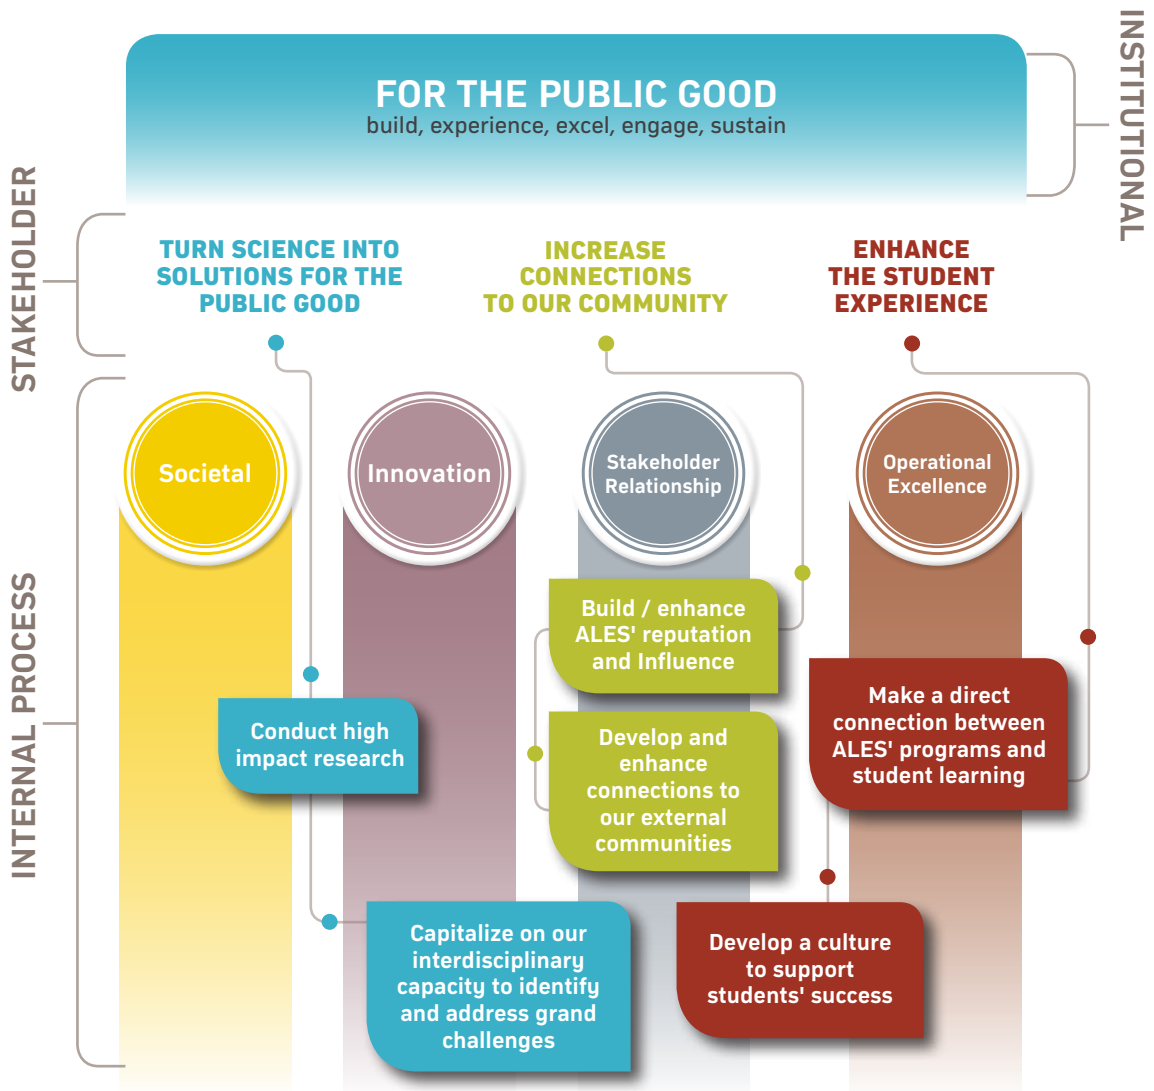 FOR THE PUBLIC GOOD
build, experience, excel, engage, sustain
INSTITUTIONAL
STAKEHOLDER
TURN SCIENCE INTO
SOLUTIONS FOR THE
PUBLIC GOOD
INCREASE
CONNECTIONS
TO OUR COMMUNITY
ENHANCE
THE STUDENT
EXPERIENCE
INTERNAL PROCESS
Societal
Innovation
Stakeholder
Relationship
Operational
Excellence
Build / enhance
ALES' reputation
and Influence
Make a direct
connection between
ALES' programs and
student learning
Conduct high
impact research
Develop and
enhance
connections to
our external
communities
Capitalize on our
interdisciplinary
capacity to identify
and address grand
challenges
Develop a culture
to support
students' success